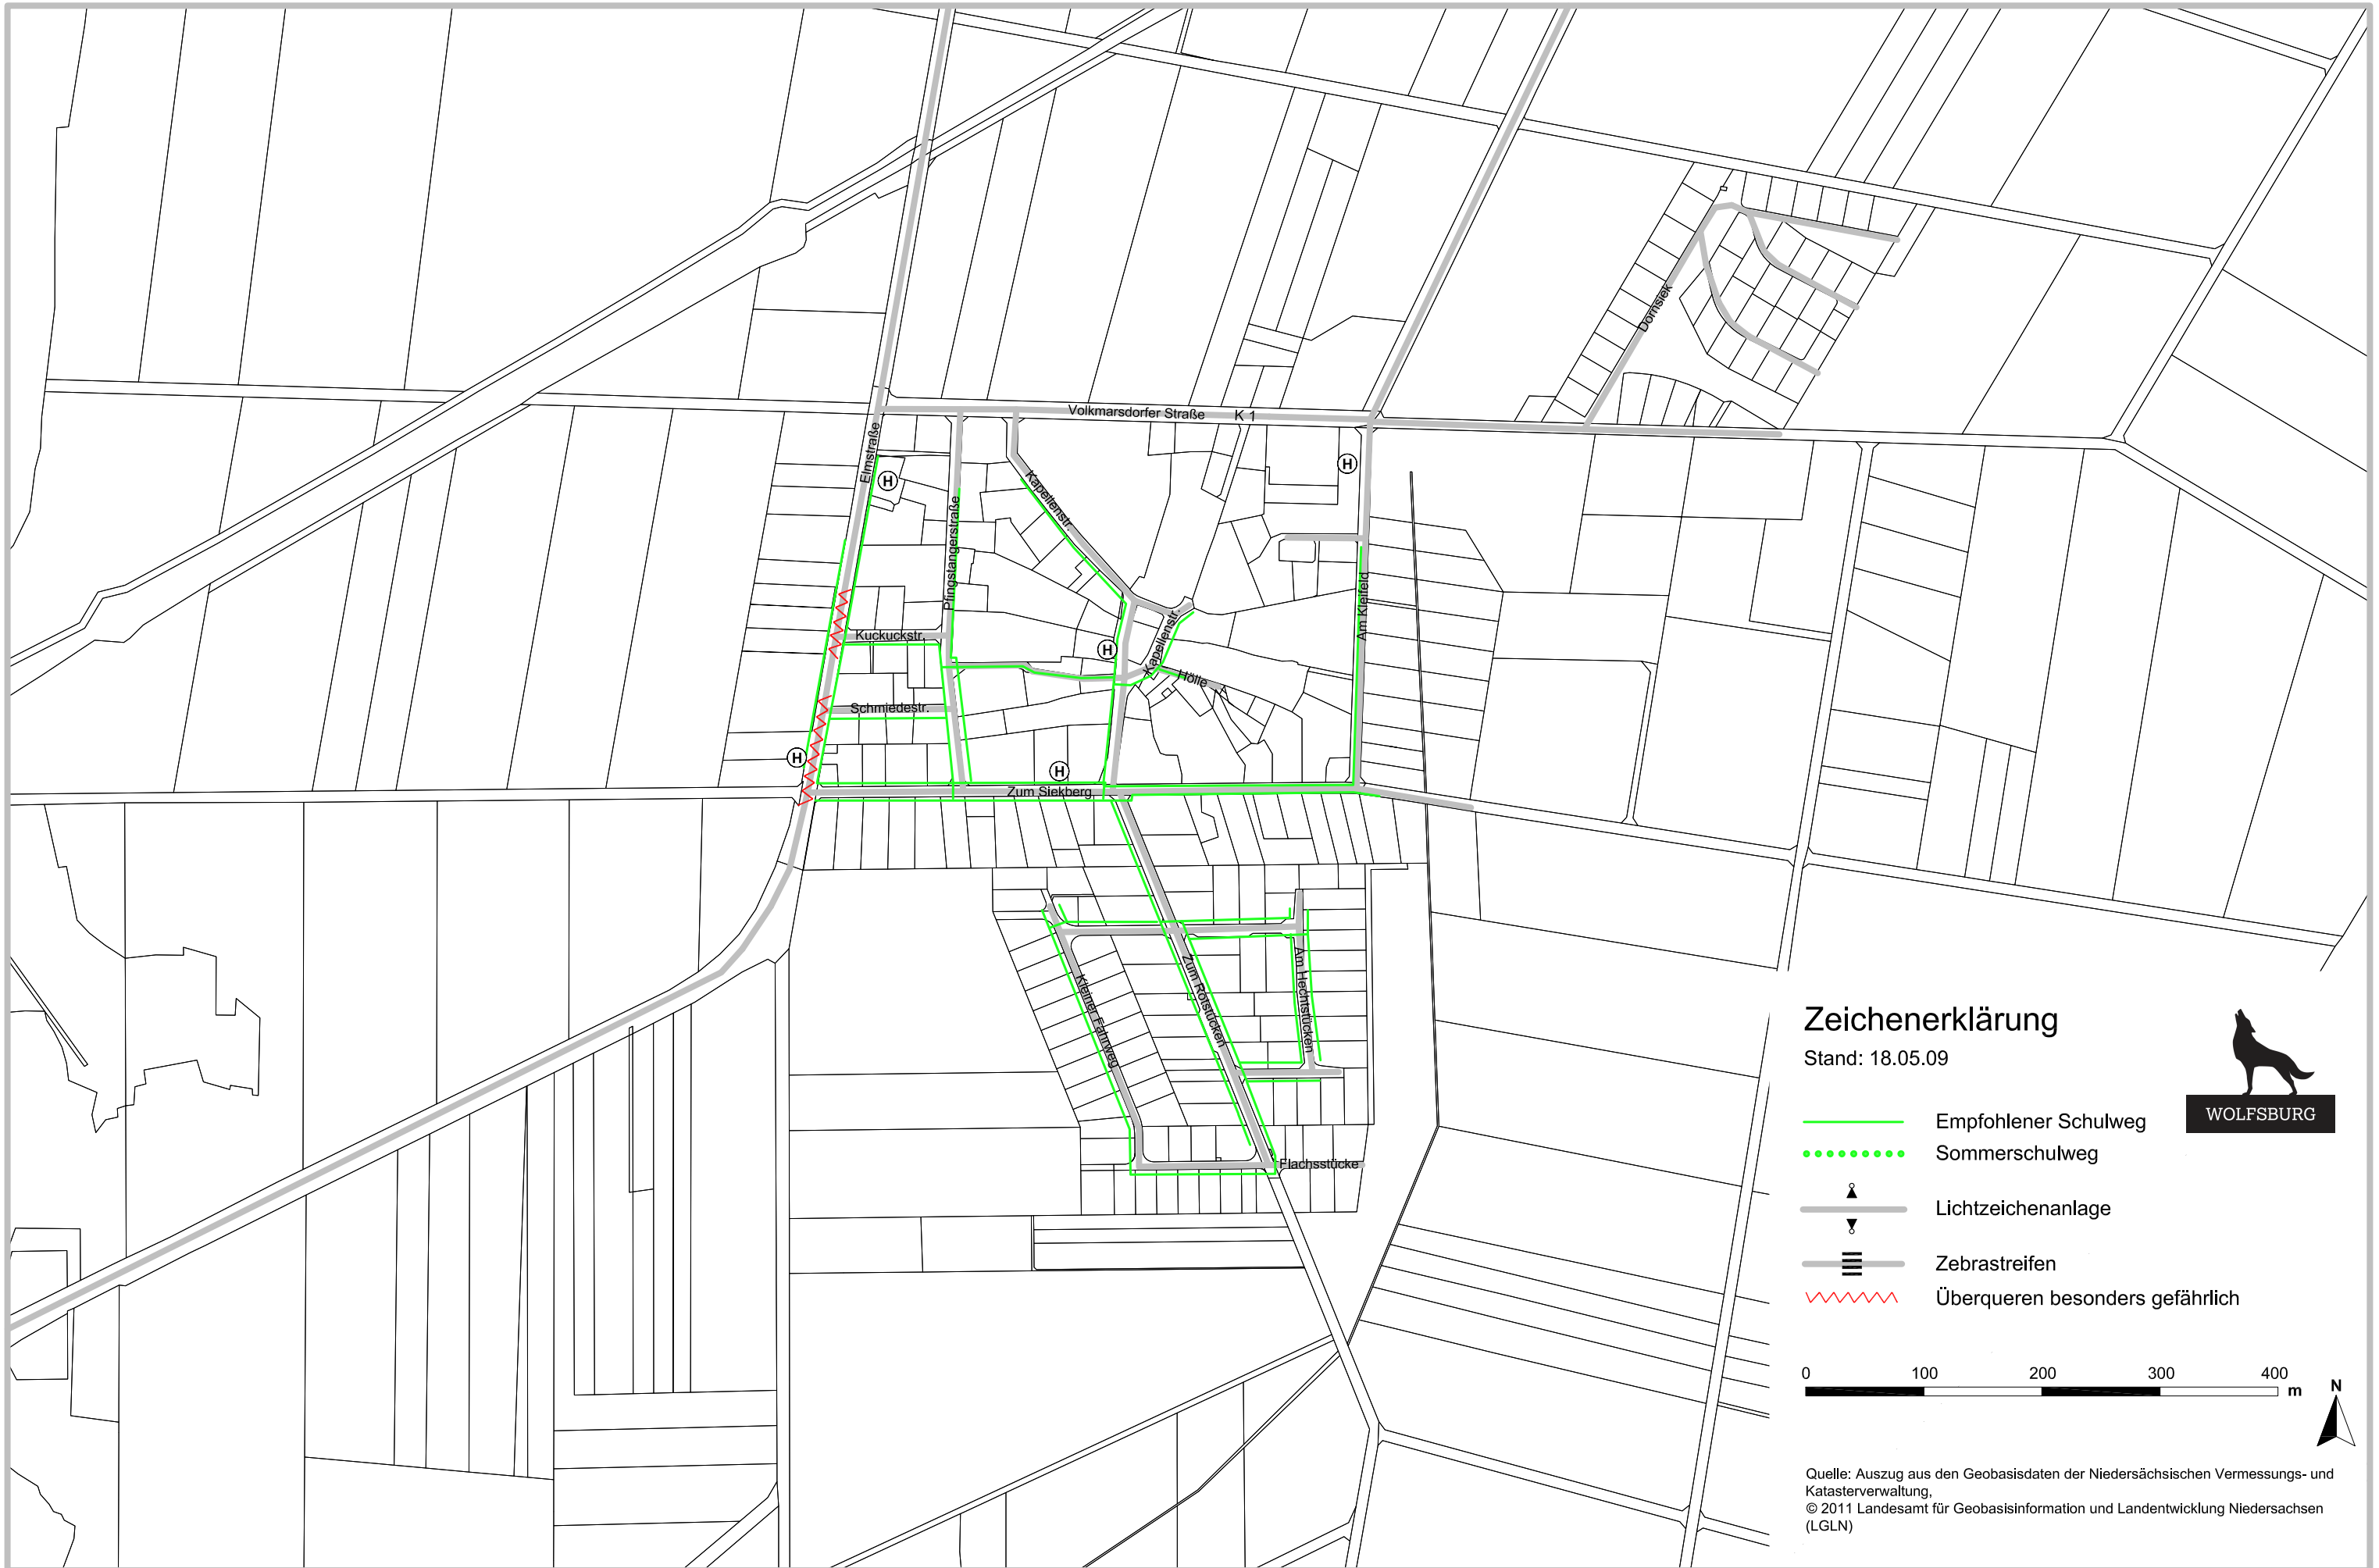 Dornsiek
Volkmarsdorfer Straße K 1
Elmstraße
H
H
Kapellenstr.
Pfingstangerstraße
Am Kleifeld
Kuckuckstr.
H
Kapellenstr.
Hölle
Schmiedestr.
H
H
Zum Siekberg
Kleiner Fahrweg
Zum Rotstücken
Am Hechtstücken
Flachsstücke
Zeichenerklärung
Stand: 18.05.09
WOLFSBURG
Empfohlener Schulweg
Sommerschulweg
Lichtzeichenanlage
Zebrastreifen
Überqueren besonders gefährlich
0 100 200 300 400
m
N
Quelle: Auszug aus den Geobasisdaten der Niedersächsischen Vermessungs- und
Katasterverwaltung,
© 2011 Landesamt für Geobasisinformation und Landentwicklung Niedersachsen
(LGLN)